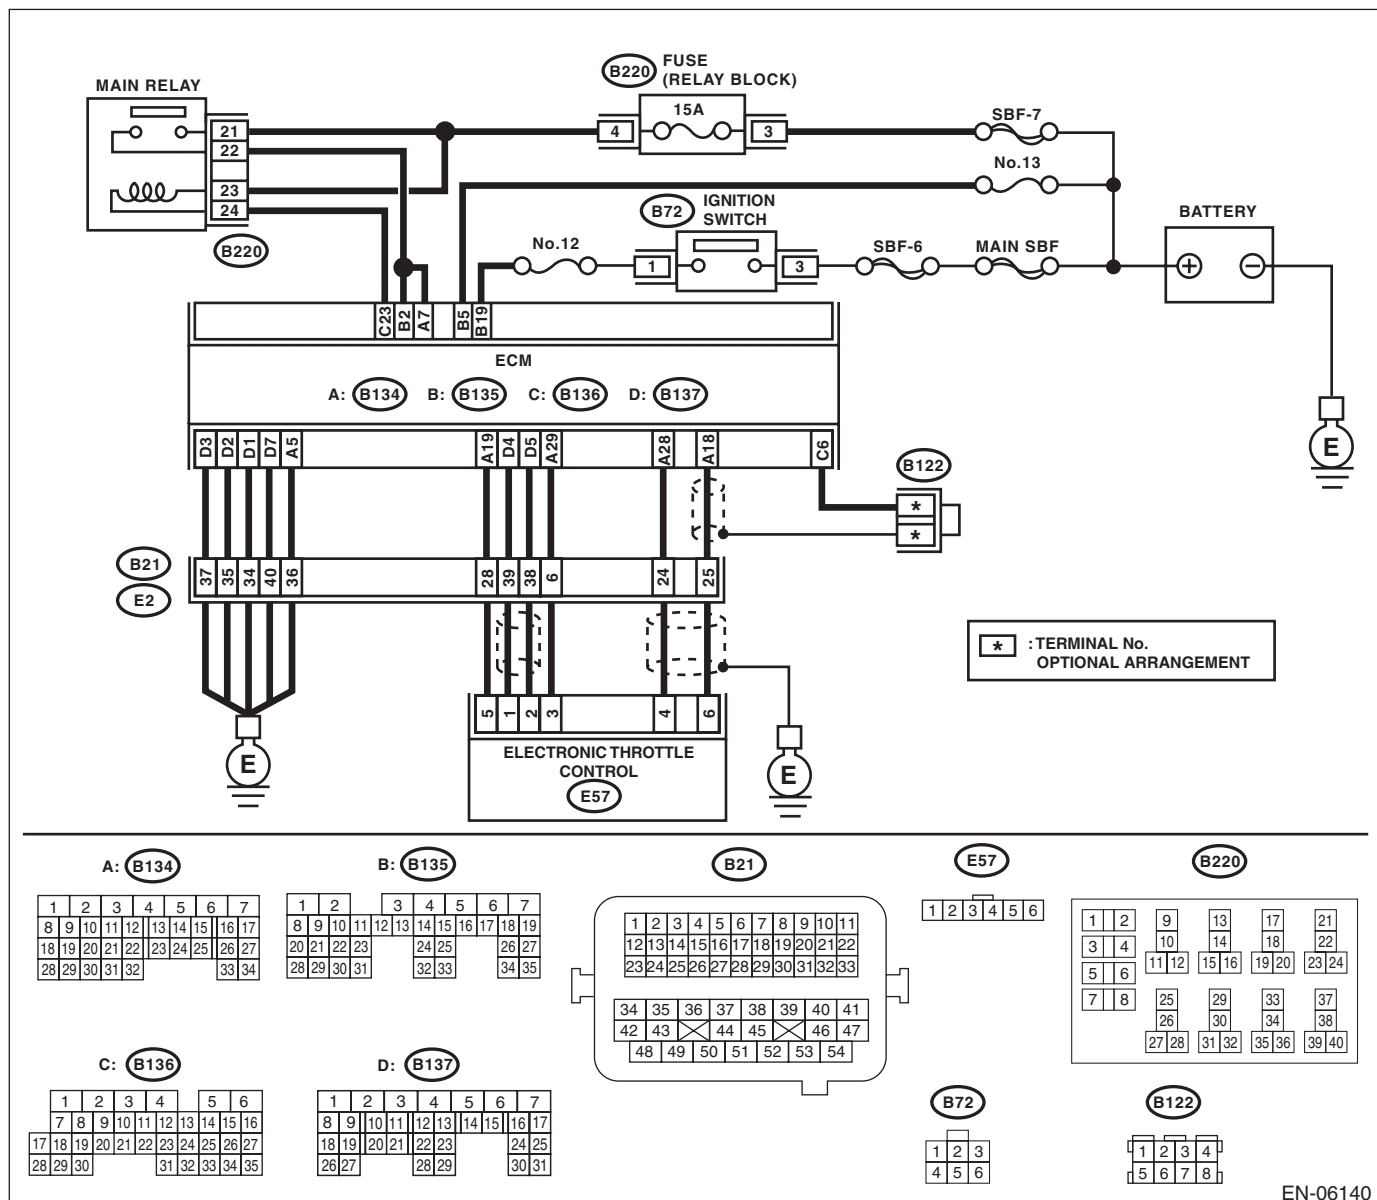 B220 FUSE (RELAY BLOCK)
MAIN RELAY
15A
4 3
SBF-7
21
22
23
24
B220
No.13
B72 IGNITION SWITCH
No.12
1 3
SBF-6
MAIN SBF
BATTERY
+ −
E
C23 B2 A7 B5 B19
ECM
A: B134 B: B135 C: B136 D: B137
D3 D2 D1 D7 A5 A19 D4 D5 A29 A28 A18 C6
B122
*
*
B21
E2
37 35 34 40 36 28 39 38 6 24 25
* : TERMINAL No.
OPTIONAL ARRANGEMENT
5 1 2 3 4 6
ELECTRONIC THROTTLE
CONTROL
E57
E
E
A: B134
1 2 3 4 5 6 7
8 9 10 11 12 13 14 15 16 17
18 19 20 21 22 23 24 25 26 27
28 29 30 31 32 33 34
B: B135
1 2 3 4 5 6 7
8 9 10 11 12 13 14 15 16 17 18 19
20 21 22 23 24 25 26 27
28 29 30 31 32 33 34 35
B21
1 2 3 4 5 6 7 8 9 10 11
12 13 14 15 16 17 18 19 20 21 22
23 24 25 26 27 28 29 30 31 32 33
34 35 36 37 38 39 40 41
42 43 44 45 46 47
48 49 50 51 52 53 54
E57
1 2 3 4 5 6
B220
1 2 9 13 17 21
3 4 10 14 18 22
11 12 15 16 19 20 23 24
5 6
7 8 25 29 33 37
26 30 34 38
27 28 31 32 35 36 39 40
C: B136
1 2 3 4 5 6
7 8 9 10 11 12 13 14 15 16
17 18 19 20 21 22 23 24 25 26 27
28 29 30 31 32 33 34 35
D: B137
1 2 3 4 5 6 7
8 9 10 11 12 13 14 15 16 17
18 19 20 21 22 23 24 25
26 27 28 29 30 31
B72
1 2 3
4 5 6
B122
1 2 3 4
5 6 7 8
EN-06140